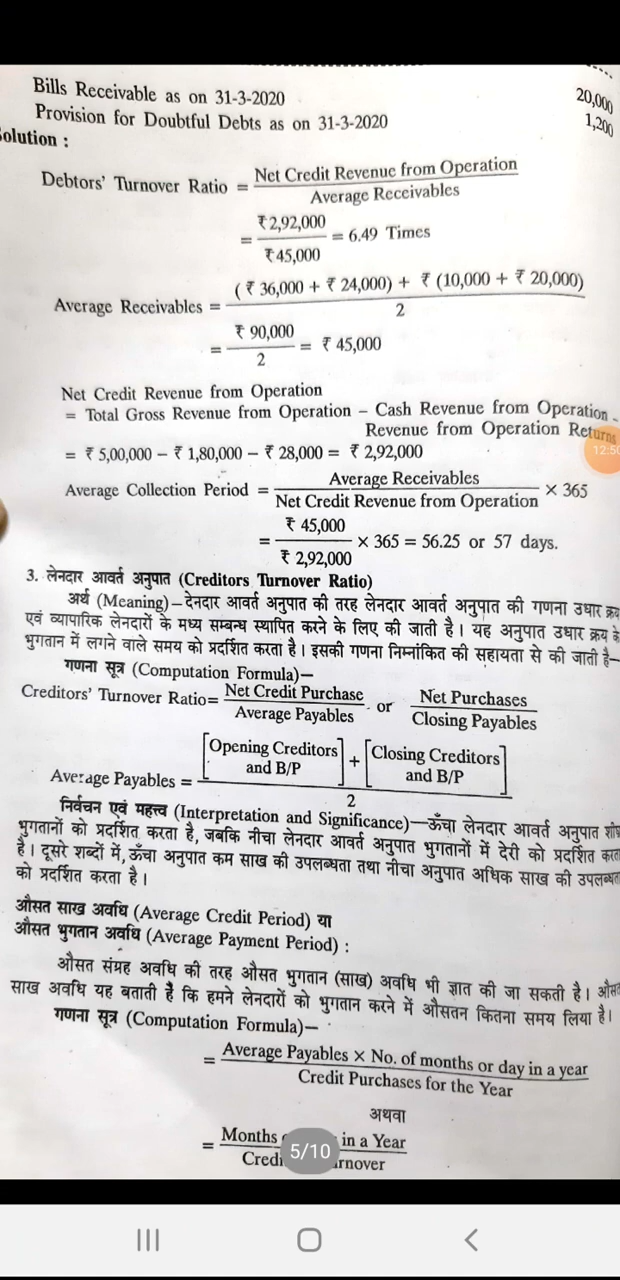 Bills Receivable as on 31-3-2020 20,000
Provision for Doubtful Debts as on 31-3-2020 1,200
Solution :
Debtors' Turnover Ratio = Net Credit Revenue from Operation / Average Receivables
= ₹ 2,92,000 / ₹ 45,000 = 6.49 Times
Average Receivables = ( ₹ 36,000 + ₹ 24,000) + ₹ (10,000 + ₹ 20,000) / 2
= ₹ 90,000 / 2 = ₹ 45,000
Net Credit Revenue from Operation
= Total Gross Revenue from Operation – Cash Revenue from Operation –
Revenue from Operation Returns
= ₹ 5,00,000 – ₹ 1,80,000 – ₹ 28,000 = ₹ 2,92,000
Average Collection Period = Average Receivables / Net Credit Revenue from Operation × 365
= ₹ 45,000 / ₹ 2,92,000 × 365 = 56.25 or 57 days.
3. लेनदार आवर्त अनुपात (Creditors Turnover Ratio)
अर्थ (Meaning)–देनदार आवर्त अनुपात की तरह लेनदार आवर्त अनुपात की गणना उधार क्रय
एवं व्यापारिक लेनदारों के मध्य सम्बन्ध स्थापित करने के लिए की जाती है। यह अनुपात उधार क्रय के
भुगतान में लगने वाले समय को प्रदर्शित करता है। इसकी गणना निम्नांकित की सहायता से की जाती है–
गणना सूत्र (Computation Formula)–
Creditors' Turnover Ratio= Net Credit Purchase / Average Payables or Net Purchases / Closing Payables
Average Payables = [Opening Creditors and B/P] + [Closing Creditors and B/P] / 2
निर्वचन एवं महत्त्व (Interpretation and Significance)–ऊँचा लेनदार आवर्त अनुपात शीघ्र
भुगतानों को प्रदर्शित करता है, जबकि नीचा लेनदार आवर्त अनुपात भुगतानों में देरी को प्रदर्शित करता
है। दूसरे शब्दों में, ऊँचा अनुपात कम साख की उपलब्धता तथा नीचा अनुपात अधिक साख की उपलब्धता
को प्रदर्शित करता है।
औसत साख अवधि (Average Credit Period) या
औसत भुगतान अवधि (Average Payment Period) :
औसत संग्रह अवधि की तरह औसत भुगतान (साख) अवधि भी ज्ञात की जा सकती है। औसत
साख अवधि यह बताती है कि हमने लेनदारों को भुगतान करने में औसतन कितना समय लिया है।
गणना सूत्र (Computation Formula)–
= Average Payables × No. of months or day in a year / Credit Purchases for the Year
अथवा
= Months in a Year /
5/10
12:50